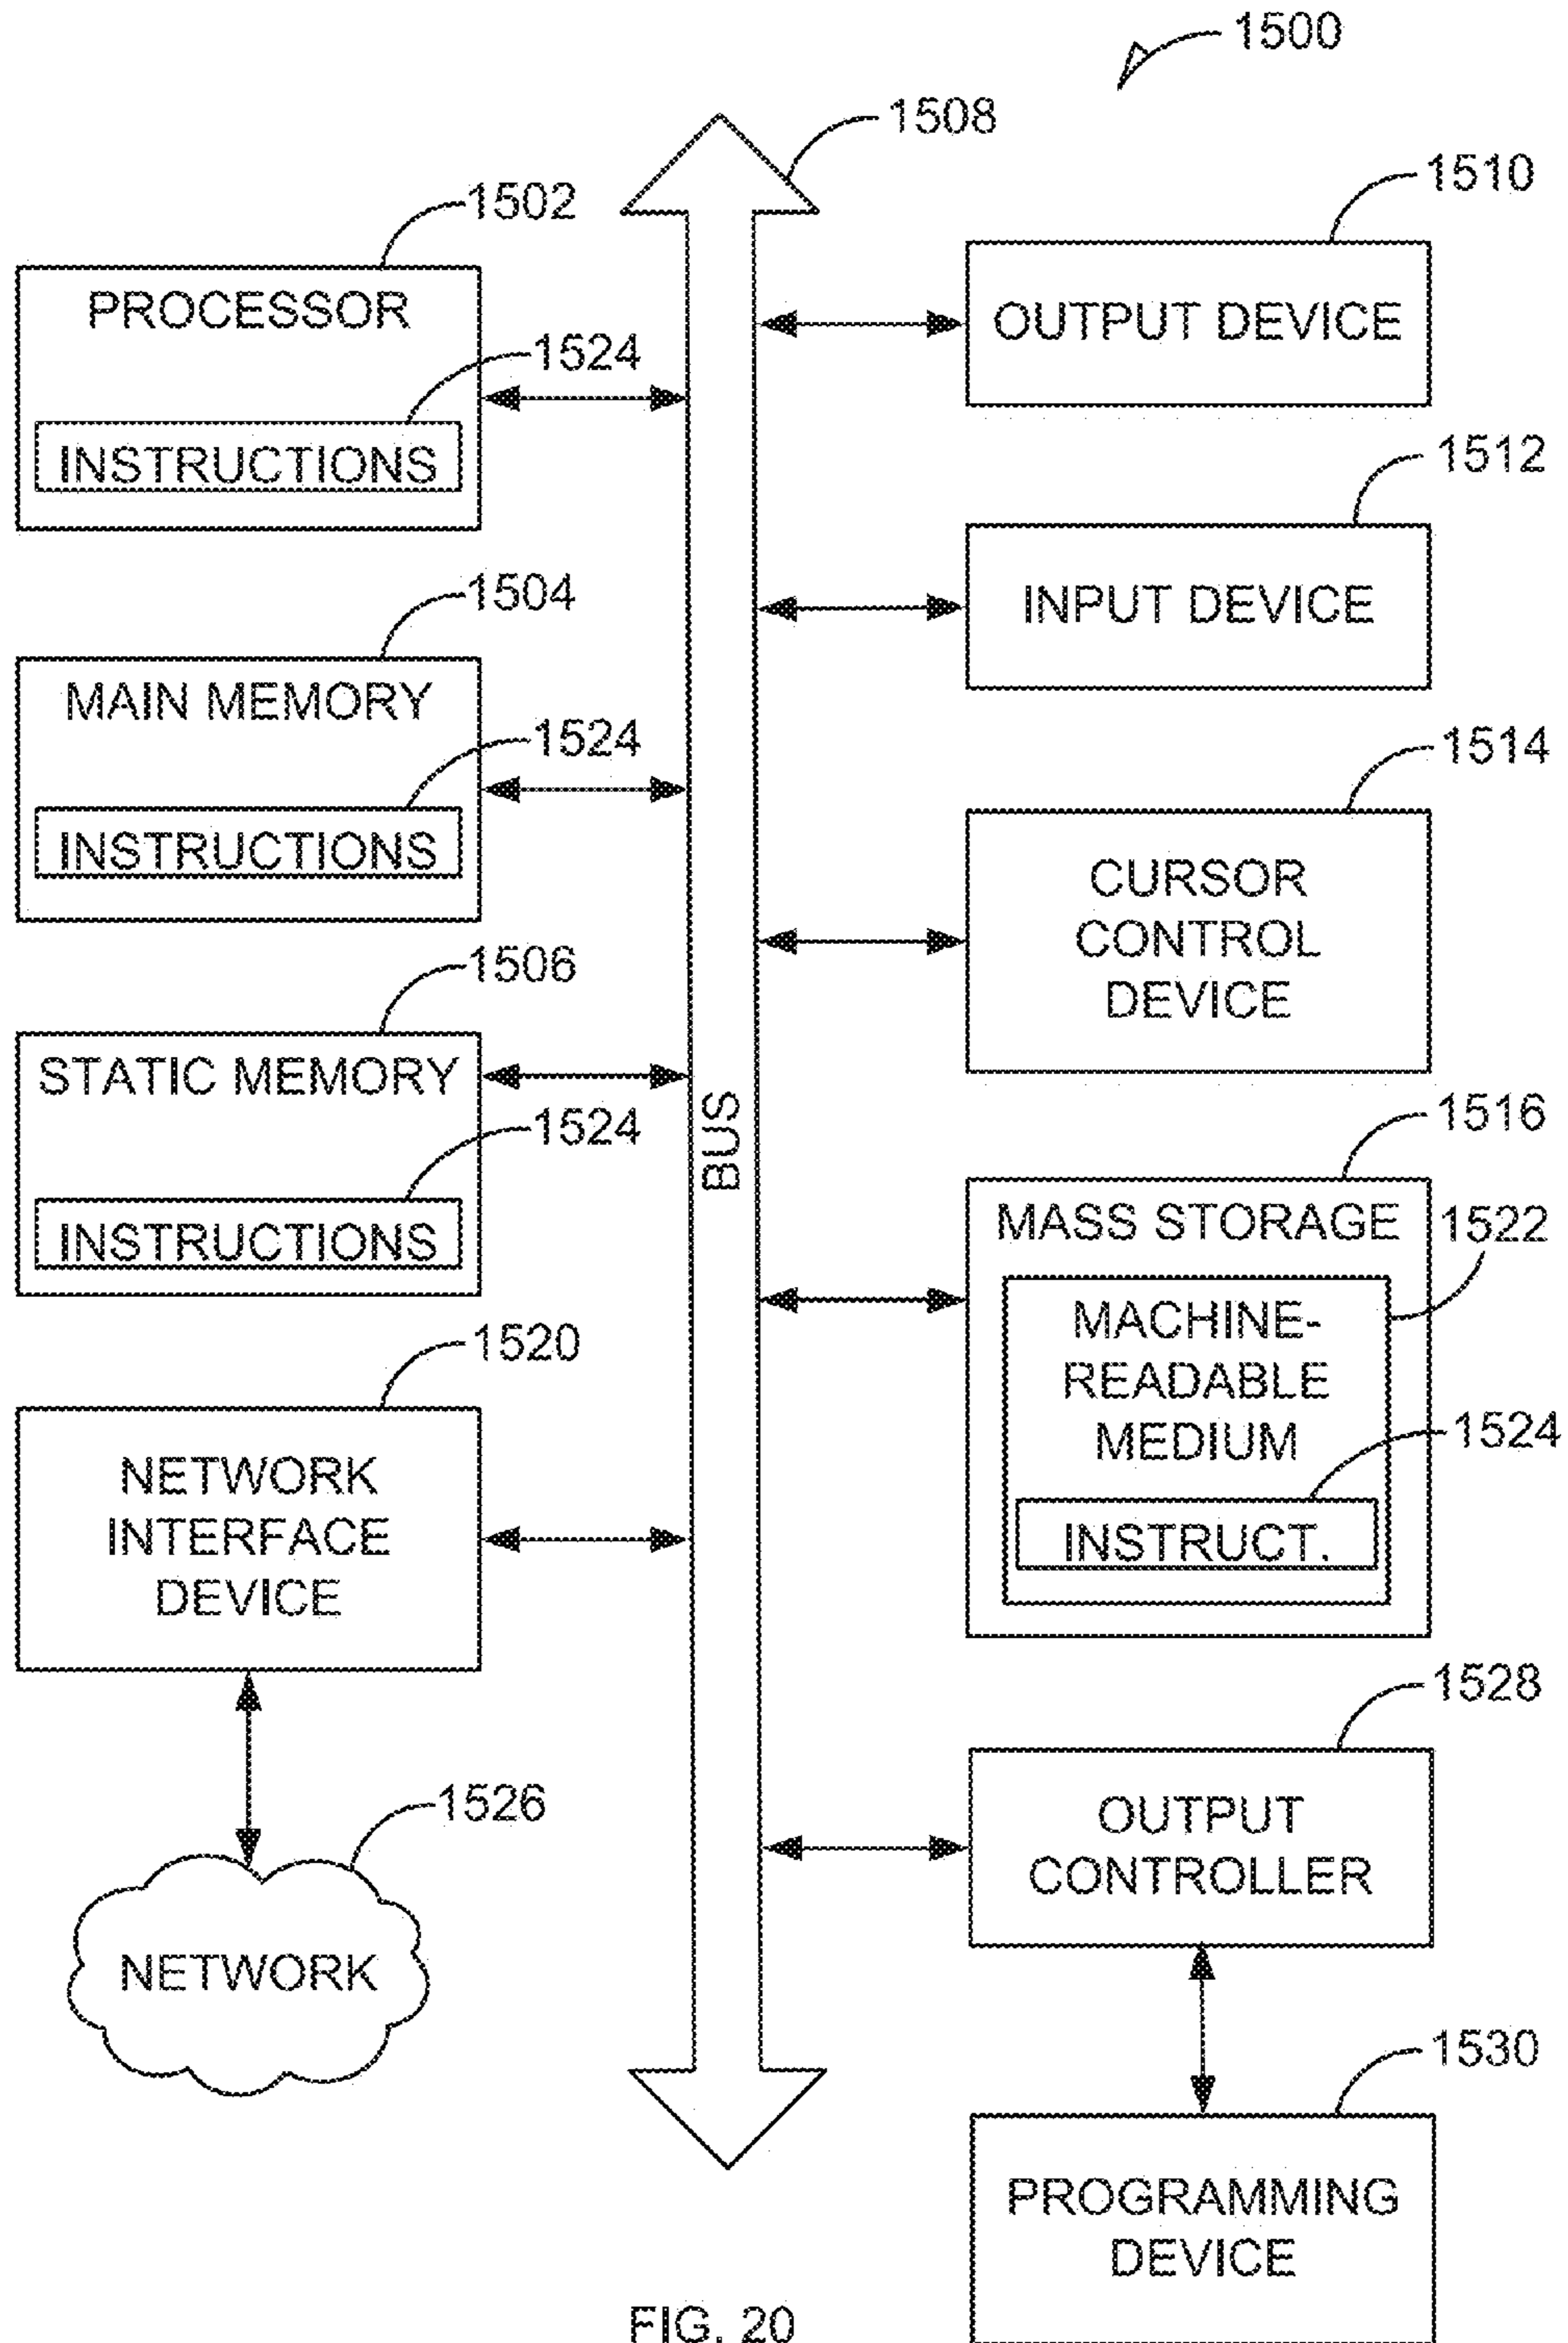 1500
1508
1502
PROCESSOR
1524
INSTRUCTIONS
1504
MAIN MEMORY
1524
INSTRUCTIONS
1506
STATIC MEMORY
1524
INSTRUCTIONS
1520
NETWORK
INTERFACE
DEVICE
1526
NETWORK
BUS
1510
OUTPUT DEVICE
1512
INPUT DEVICE
1514
CURSOR
CONTROL
DEVICE
1516
MASS STORAGE
1522
MACHINE-
READABLE
MEDIUM
1524
INSTRUCT.
1528
OUTPUT
CONTROLLER
1530
PROGRAMMING
DEVICE
FIG. 20